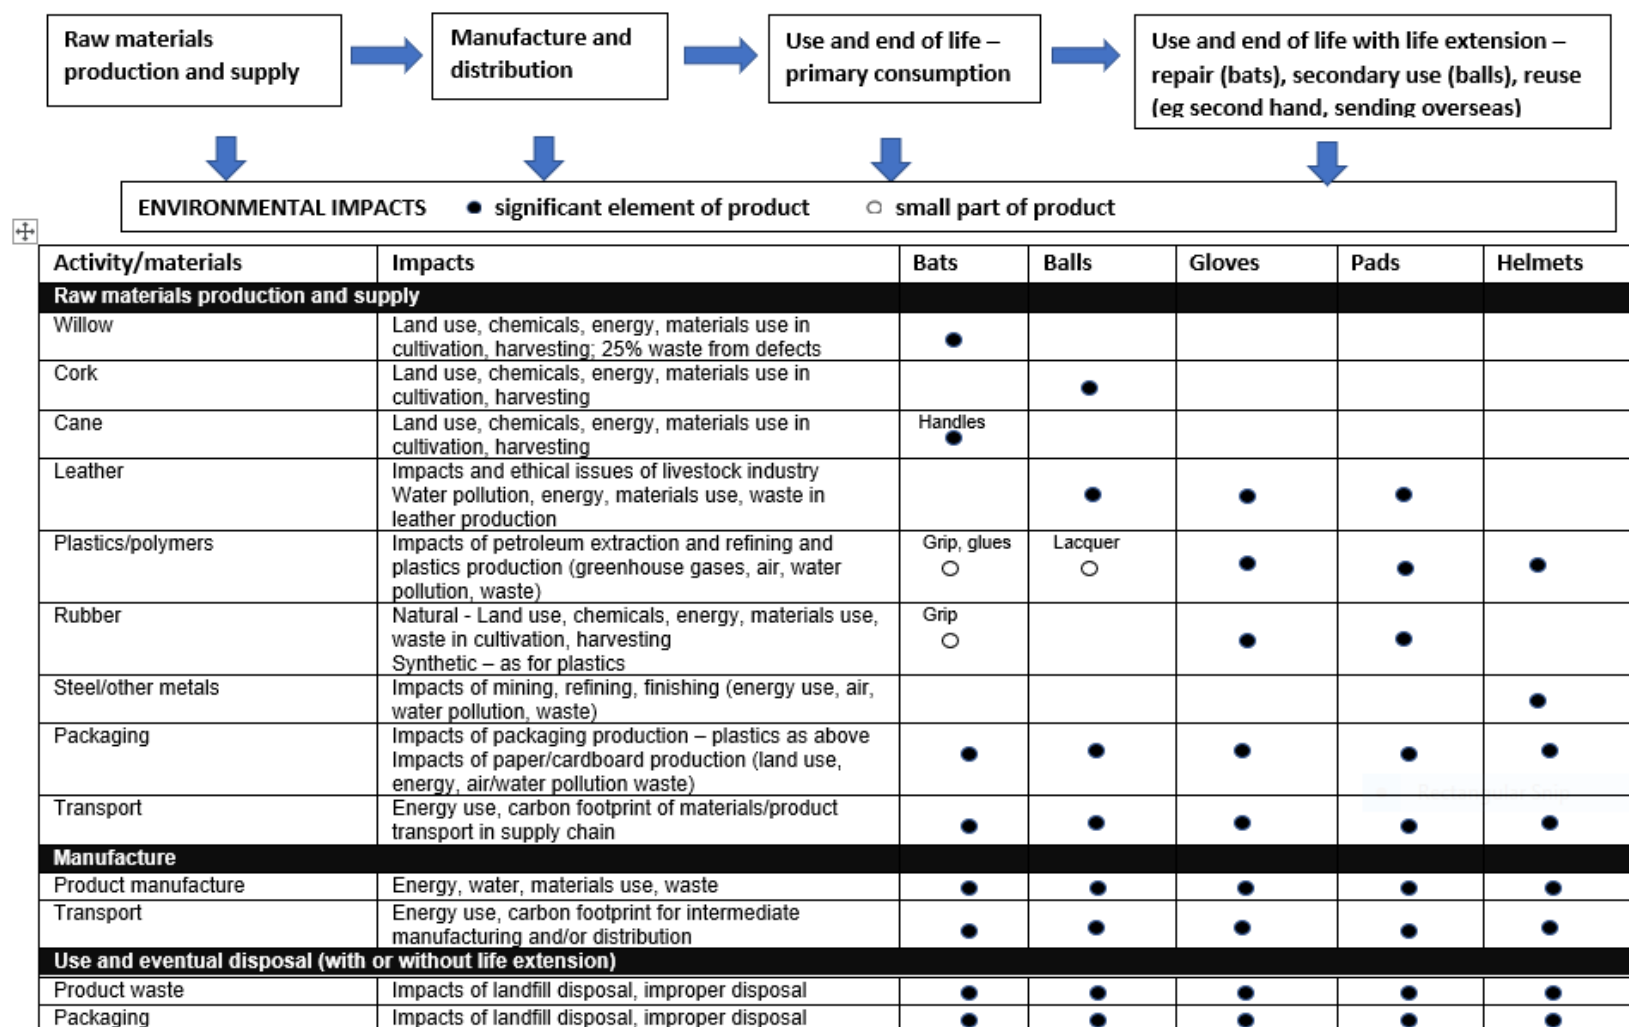 Raw materials
production and supply
Manufacture and
distribution
Use and end of life –
primary consumption
Use and end of life with life extension –
repair (bats), secondary use (balls), reuse
(eg second hand, sending overseas)
ENVIRONMENTAL IMPACTS ● significant element of product ○ small part of product
Activity/materials Impacts Bats Balls Gloves Pads Helmets
Raw materials production and supply
Willow
Land use, chemicals, energy, materials use in
cultivation, harvesting; 25% waste from defects
Cork
Land use, chemicals, energy, materials use in
cultivation, harvesting
Cane
Land use, chemicals, energy, materials use in
cultivation, harvesting
Handles
Leather
Impacts and ethical issues of livestock industry
Water pollution, energy, materials use, waste in
leather production
Plastics/polymers
Impacts of petroleum extraction and refining and
plastics production (greenhouse gases, air, water
pollution, waste)
Grip, glues
Lacquer
Rubber
Natural - Land use, chemicals, energy, materials use,
waste in cultivation, harvesting
Synthetic – as for plastics
Grip
Steel/other metals
Impacts of mining, refining, finishing (energy use, air,
water pollution, waste)
Packaging
Impacts of packaging production – plastics as above
Impacts of paper/cardboard production (land use,
energy, air/water pollution waste)
Rectangular Snip
Transport
Energy use, carbon footprint of materials/product
transport in supply chain
Manufacture
Product manufacture
Energy, water, materials use, waste
Transport
Energy use, carbon footprint for intermediate
manufacturing and/or distribution
Use and eventual disposal (with or without life extension)
Product waste
Impacts of landfill disposal, improper disposal
Packaging
Impacts of landfill disposal, improper disposal